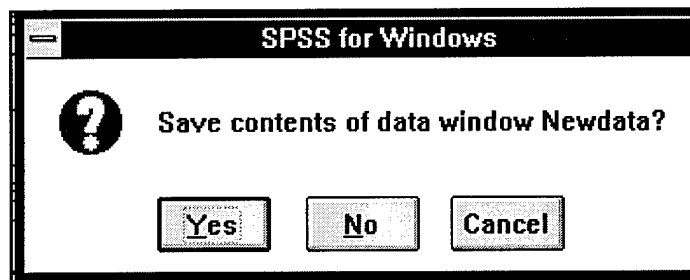 SPSS for Windows
?
Save contents of data window Newdata?
Yes No Cancel